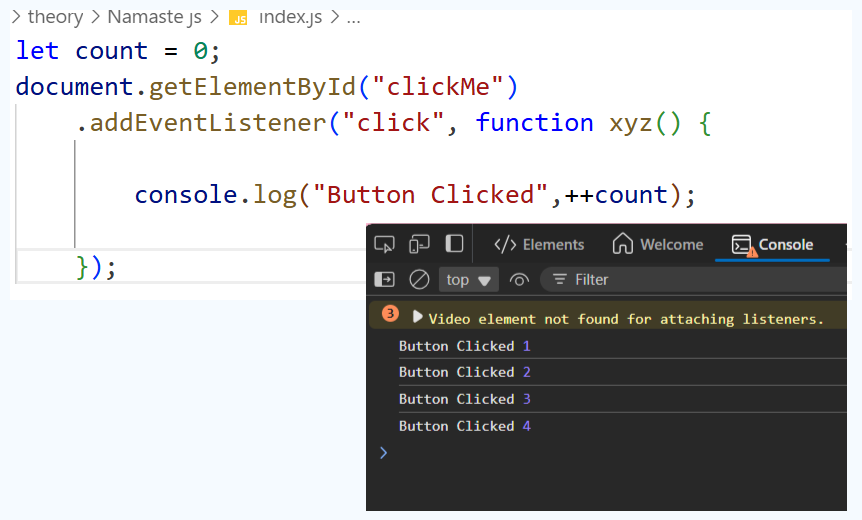 > theory > Namaste js > JS index.js > ...
let count = 0;
document.getElementById("clickMe")
.addEventListener("click", function xyz() {
console.log("Button Clicked",++count);
});
</> Elements Welcome Console
top ▼ Filter
3 ▶ Video element not found for attaching listeners.
Button Clicked 1
Button Clicked 2
Button Clicked 3
Button Clicked 4
>